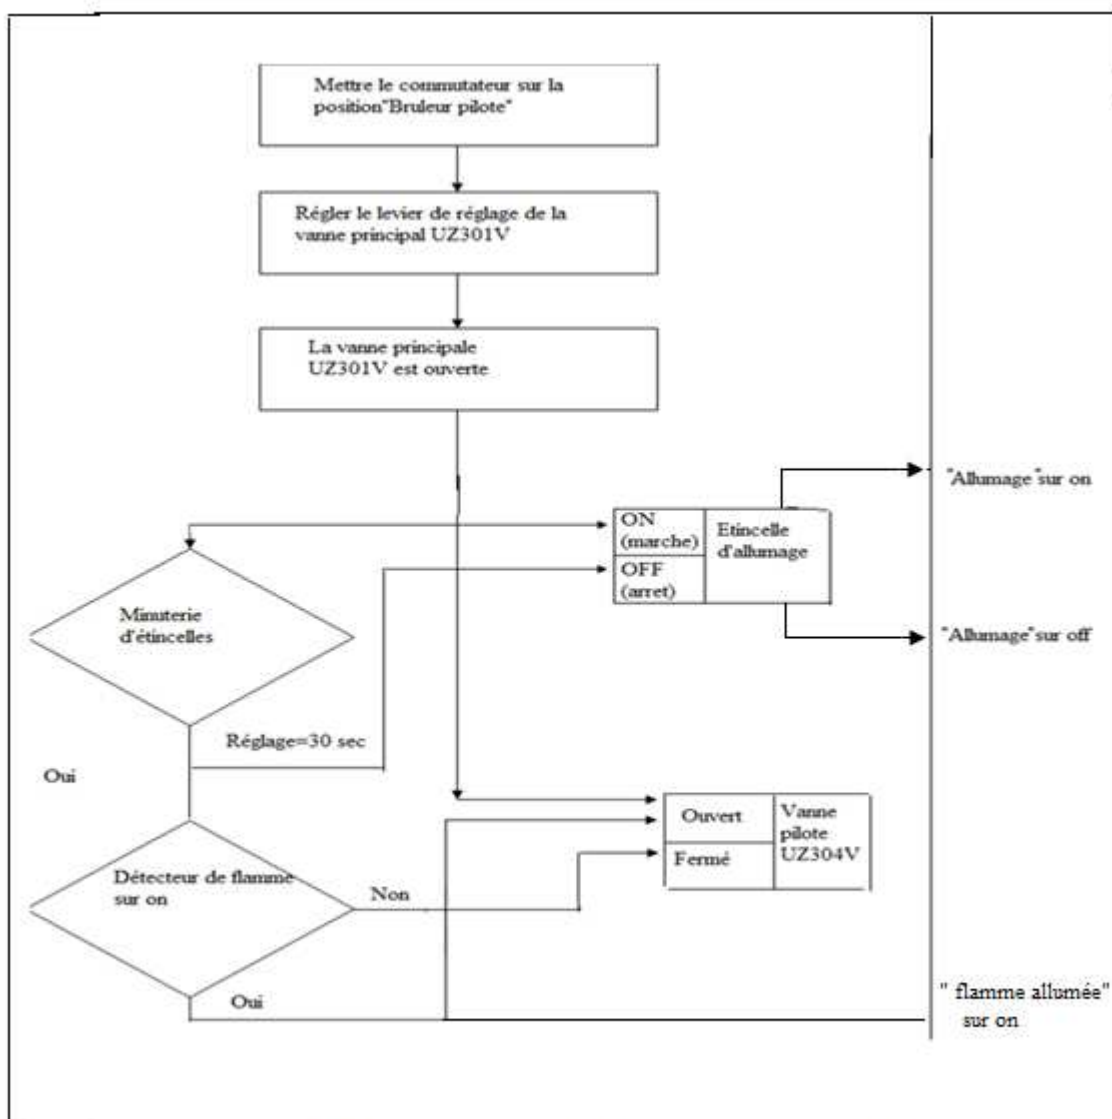 Mettre le commutateur sur la
position"Bruleur pilote"
Régler le levier de réglage de la
vanne principal UZ301V
La vanne principale
UZ301V est ouverte
"Allumage"sur on
ON
(marche)
Etincelle
d'allumage
OFF
(arret)
Minuterie
d'étincelles
"Allumage"sur off
Réglage=30 sec
Oui
Ouvert
Vanne
pilote
UZ304V
Fermé
Détecteur de flamme
sur on
Non
Oui
" flamme allumée"
sur on